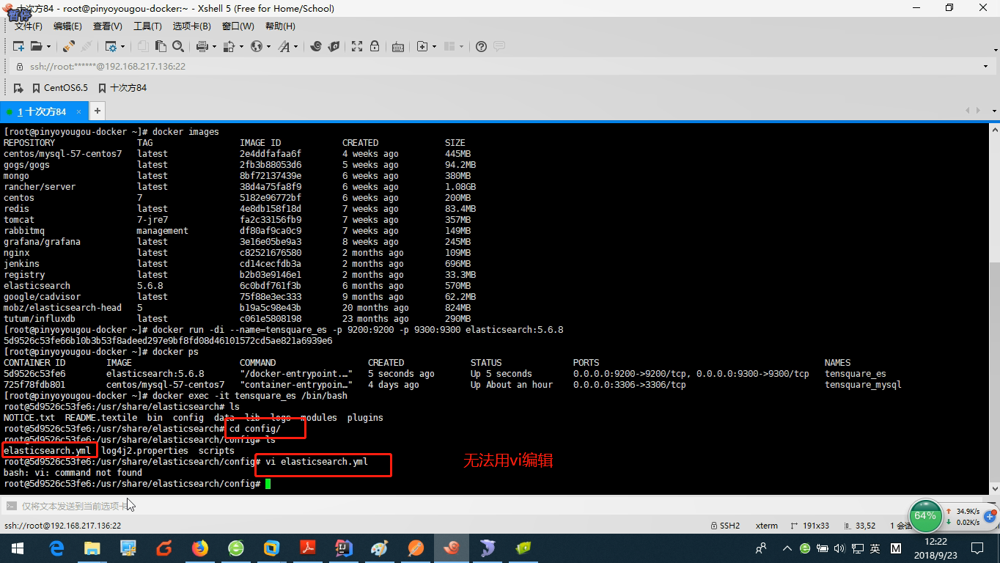 十次方84 - root@pinyoyougou-docker:~ - Xshell 5 (Free for Home/School)
暂停
文件(F) 编辑(E) 查看(V) 工具(T) 选项卡(B) 窗口(W) 帮助(H)
ssh://root:******@192.168.217.136:22
CentOS6.5 十次方84
1 十次方84 × +
[root@pinyoyougou-docker ~]# docker images
REPOSITORY TAG IMAGE ID CREATED SIZE
centos/mysql-57-centos7 latest 2e4ddfafaa6f 4 weeks ago 445MB
gogs/gogs latest 2fb3b88053d6 5 weeks ago 94.2MB
mongo latest 8bf72137439e 6 weeks ago 380MB
rancher/server latest 38d4a75fa8f9 6 weeks ago 1.08GB
centos 7 5182e96772bf 6 weeks ago 200MB
redis latest 4e8db158f18d 7 weeks ago 83.4MB
tomcat 7-jre7 fa2c33156fb9 7 weeks ago 357MB
rabbitmq management df80af9ca0c9 7 weeks ago 149MB
grafana/grafana latest 3e16e05be9a3 8 weeks ago 245MB
nginx latest c82521676580 2 months ago 109MB
jenkins latest cd14cecfdb3a 2 months ago 696MB
registry latest b2b03e9146e1 2 months ago 33.3MB
elasticsearch 5.6.8 6c0bdf761f3b 6 months ago 570MB
google/cadvisor latest 75f88e3ec333 9 months ago 62.2MB
mobz/elasticsearch-head 5 b19a5c98e43b 20 months ago 824MB
tutum/influxdb latest c061e5808198 23 months ago 290MB
[root@pinyoyougou-docker ~]# docker run -di --name=tensquare_es -p 9200:9200 -p 9300:9300 elasticsearch:5.6.8
5d9526c53fe66b10b3b53f8adeed297e9bf8fd08d46101572cd5ae821a6939e6
[root@pinyoyougou-docker ~]# docker ps
CONTAINER ID IMAGE COMMAND CREATED STATUS PORTS NAMES
5d9526c53fe6 elasticsearch:5.6.8 "/docker-entrypoint.…" 5 seconds ago Up 5 seconds 0.0.0.0:9200->9200/tcp, 0.0.0.0:9300->9300/tcp tensquare_es
725f78fdb801 centos/mysql-57-centos7 "container-entrypoin…" 4 days ago Up About an hour 0.0.0.0:3306->3306/tcp tensquare_mysql
[root@pinyoyougou-docker ~]# docker exec -it tensquare_es /bin/bash
root@5d9526c53fe6:/usr/share/elasticsearch# ls
NOTICE.txt README.textile bin config data lib logs modules plugins
root@5d9526c53fe6:/usr/share/elasticsearch# cd config/
root@5d9526c53fe6:/usr/share/elasticsearch/config# ls
elasticsearch.yml log4j2.properties scripts
root@5d9526c53fe6:/usr/share/elasticsearch/config# vi elasticsearch.yml
无法用vi编辑
bash: vi: command not found
root@5d9526c53fe6:/usr/share/elasticsearch/config#
仅将文本发送到当前选项卡
64% 34.9K/s
0.02K/s
ssh://root@192.168.217.136:22 SSH2 xterm 191x33 33,52 1 会话
英 M 12:22
2018/9/23